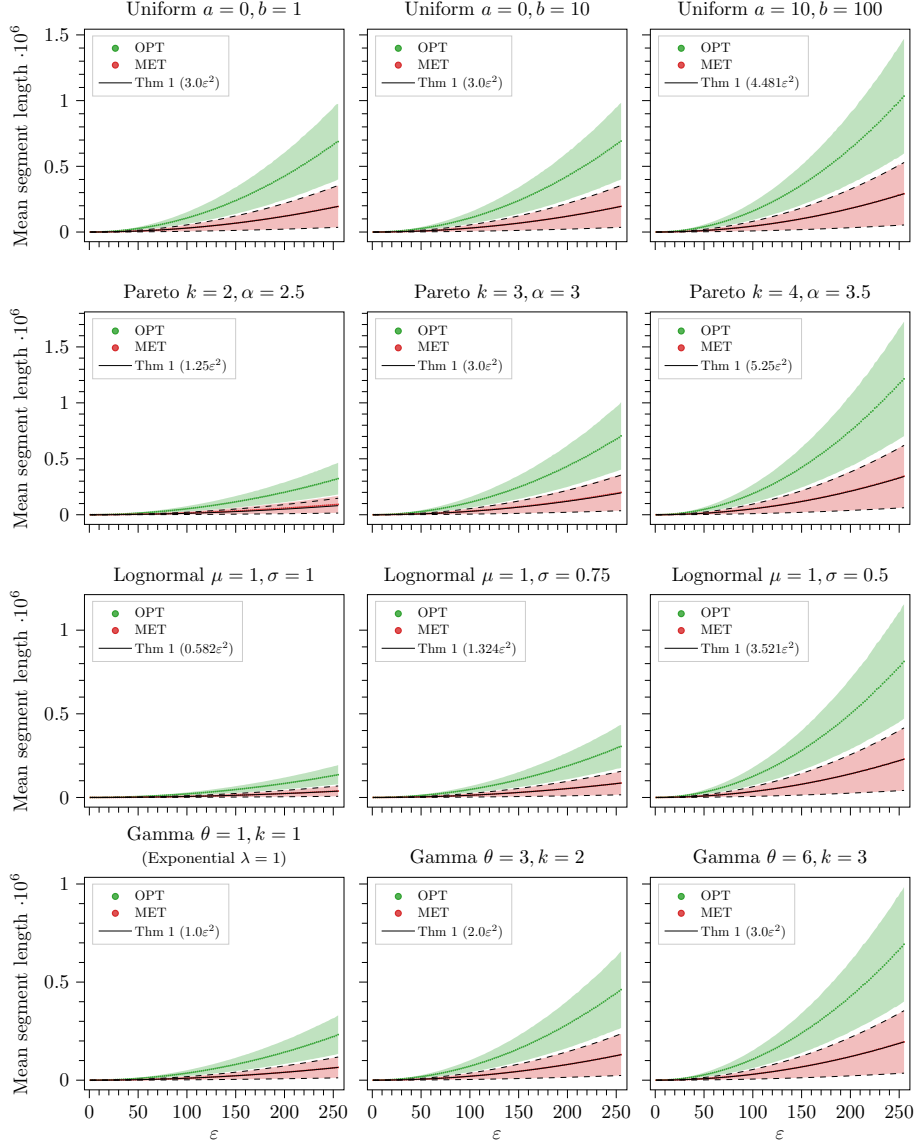 Uniform a = 0, b = 1
Uniform a = 0, b = 10
Uniform a = 10, b = 100
Mean segment length ·10⁶
1.5
1
0.5
0
OPT
MET
Thm 1 (3.0ε²)
OPT
MET
Thm 1 (3.0ε²)
OPT
MET
Thm 1 (4.481ε²)
Pareto k = 2, α = 2.5
Pareto k = 3, α = 3
Pareto k = 4, α = 3.5
Mean segment length ·10⁶
1.5
1
0.5
0
OPT
MET
Thm 1 (1.25ε²)
OPT
MET
Thm 1 (3.0ε²)
OPT
MET
Thm 1 (5.25ε²)
Lognormal μ = 1, σ = 1
Lognormal μ = 1, σ = 0.75
Lognormal μ = 1, σ = 0.5
Mean segment length ·10⁶
1
0.5
0
OPT
MET
Thm 1 (0.582ε²)
OPT
MET
Thm 1 (1.324ε²)
OPT
MET
Thm 1 (3.521ε²)
Gamma θ = 1, k = 1
(Exponential λ = 1)
Gamma θ = 3, k = 2
Gamma θ = 6, k = 3
Mean segment length ·10⁶
1
0.5
0
OPT
MET
Thm 1 (1.0ε²)
OPT
MET
Thm 1 (2.0ε²)
OPT
MET
Thm 1 (3.0ε²)
0 50 100 150 200 250
0 50 100 150 200 250
0 50 100 150 200 250
ε
ε
ε